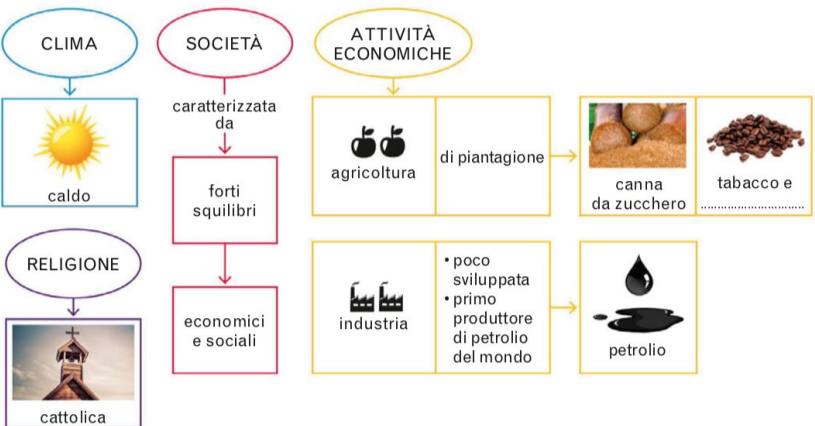 CLIMA
caldo
RELIGIONE
cattolica
SOCIETÀ
caratterizzata
da
forti
squilibri
economici
e sociali
ATTIVITÀ
ECONOMICHE
agricoltura
di piantagione
canna
da zucchero
tabacco e
..............................
industria
• poco
sviluppata
• primo
produttore
di petrolio
del mondo
petrolio